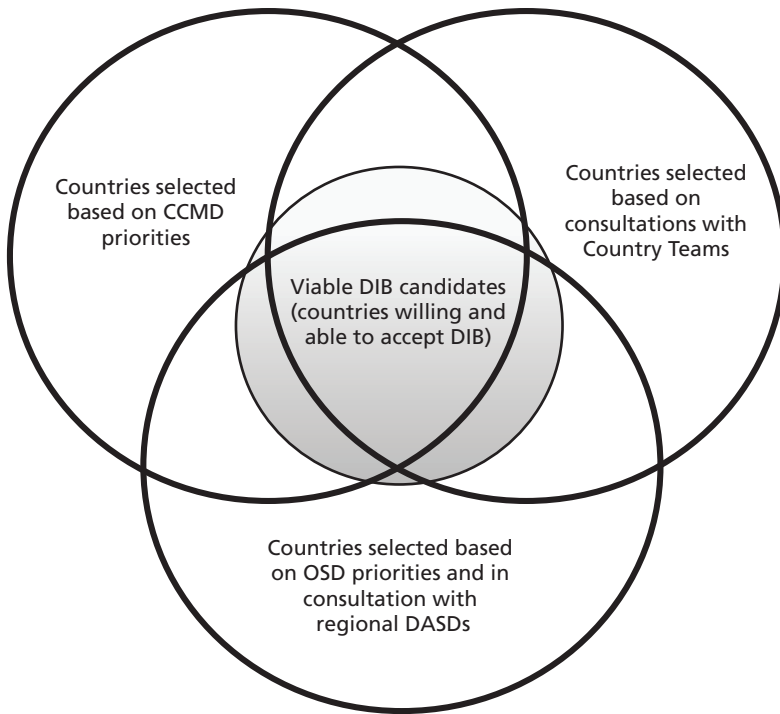 Countries selected
based on CCMD
priorities
Countries selected
based on
consultations with
Country Teams
Viable DIB candidates
(countries willing and
able to accept DIB)
Countries selected based
on OSD priorities and in
consultation with
regional DASDs